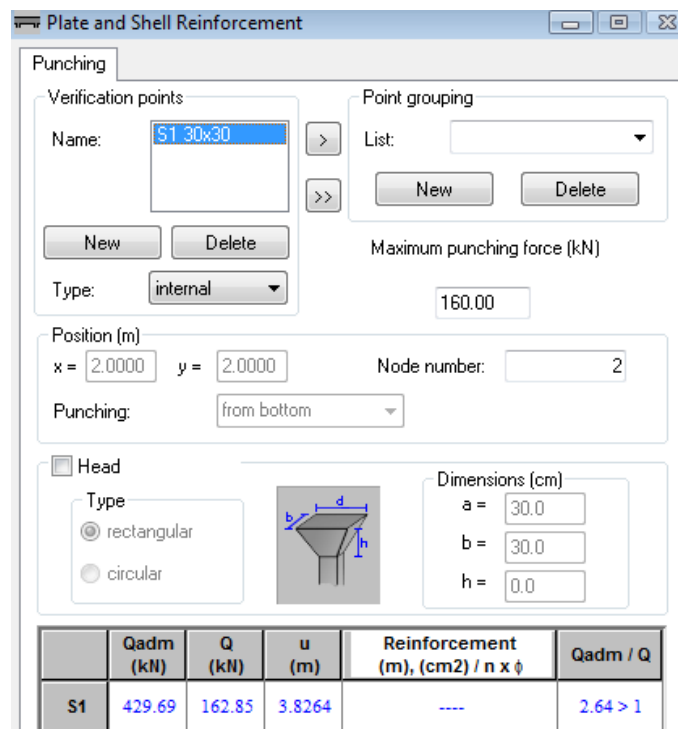 Plate and Shell Reinforcement
Punching
Verification points
Name:
S1 30x30
>
>>
New
Delete
Type:
internal
Point grouping
List:
New
Delete
Maximum punching force (kN)
160.00
Position (m)
x = 2.0000 y = 2.0000 Node number: 2
Punching: from bottom
Head
Type
rectangular
circular
b d h
Dimensions (cm)
a = 30.0
b = 30.0
h = 0.0
Qadm (kN) Q (kN) u (m) Reinforcement (m), (cm2) / n x ϕ Qadm / Q
S1 429.69 162.85 3.8264 ---- 2.64 > 1